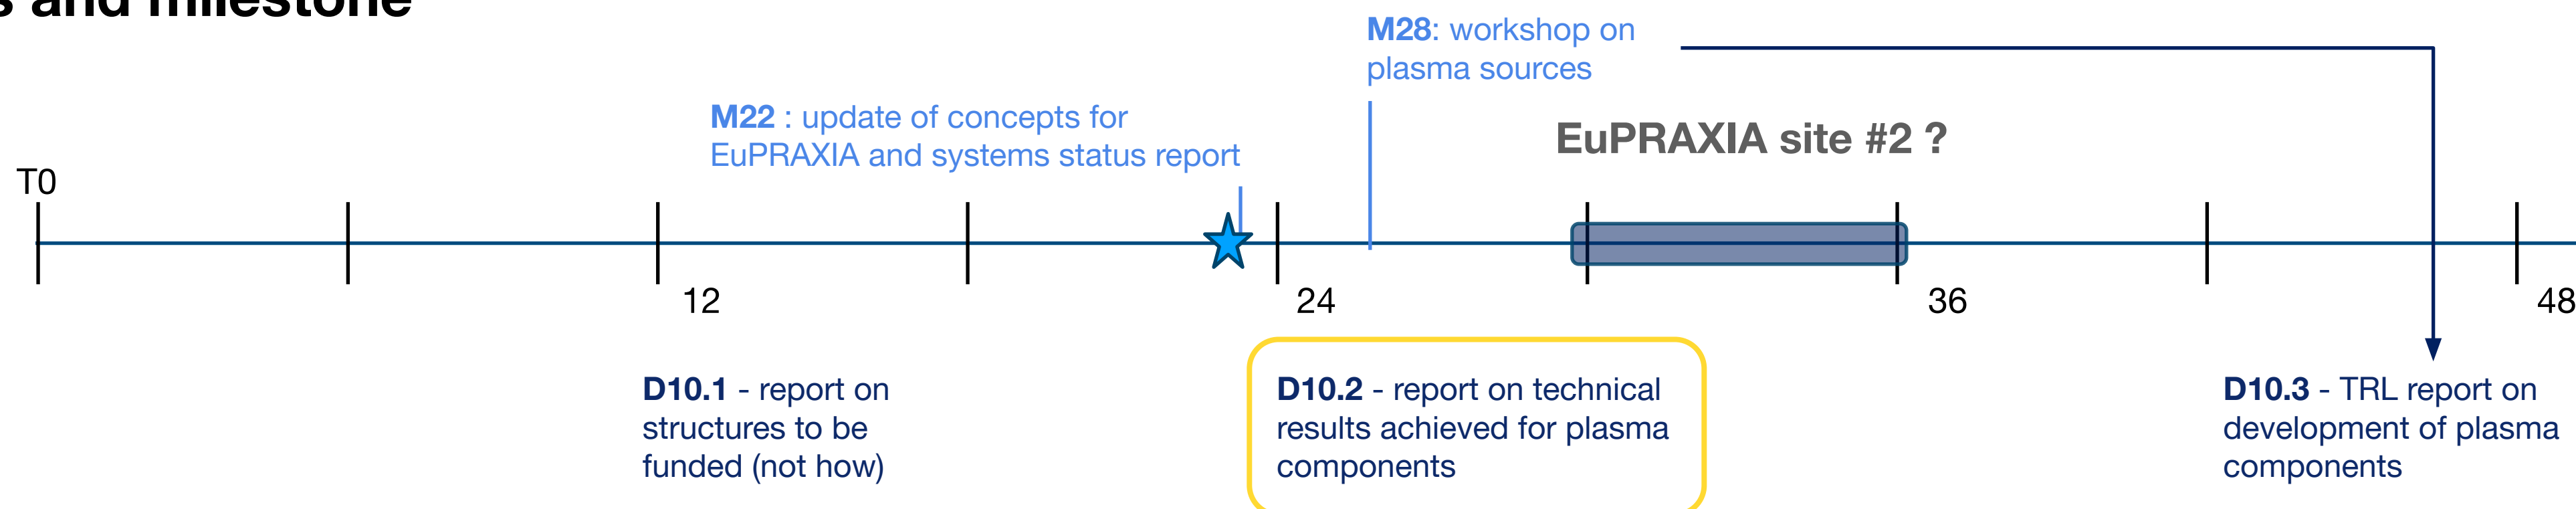 s and milestone
M28: workshop on
plasma sources
M22 : update of concepts for
EuPRAXIA and systems status report
EuPRAXIA site #2 ?
T0
12
24
36
48
D10.1 - report on
structures to be
funded (not how)
D10.2 - report on technical
results achieved for plasma
components
D10.3 - TRL report on
development of plasma
components